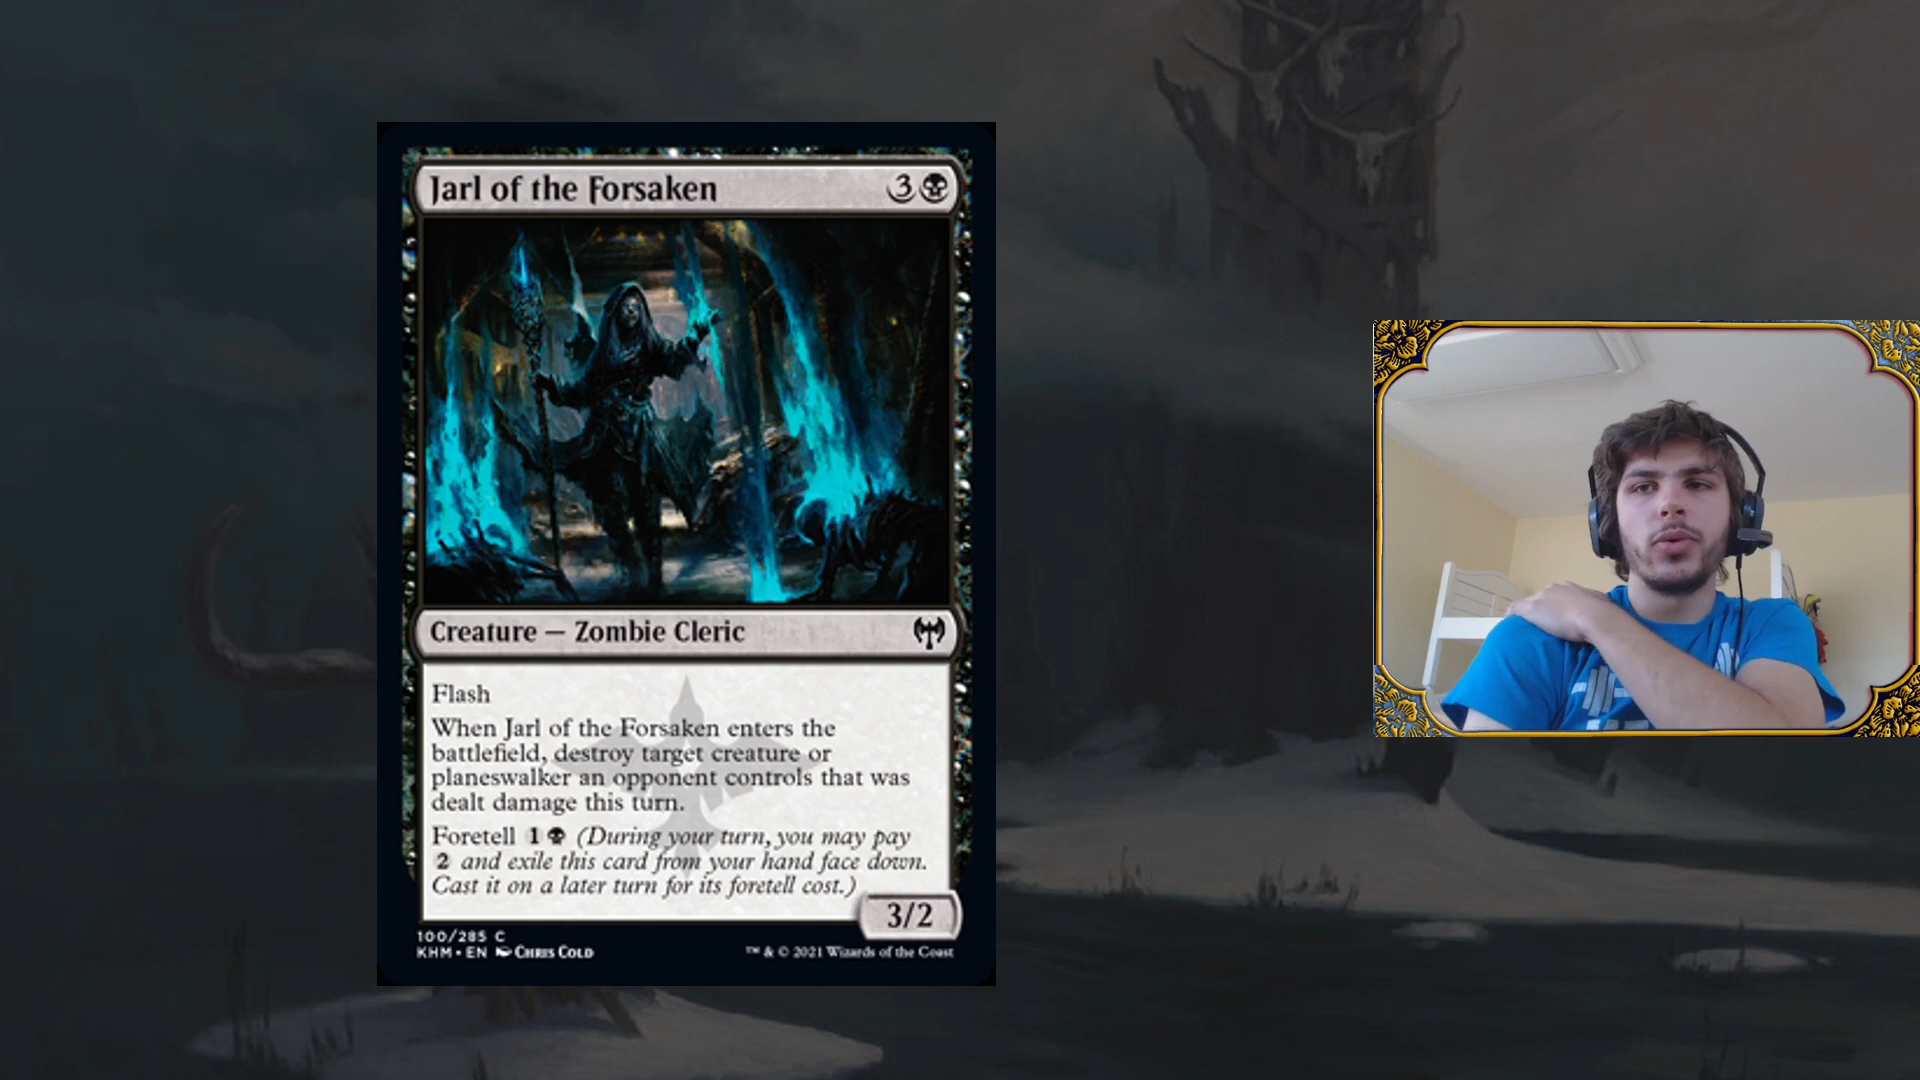 Jarl of the Forsaken 3
Creature — Zombie Cleric
Flash
When Jarl of the Forsaken enters the
battlefield, destroy target creature or
planeswalker an opponent controls that was
dealt damage this turn.
Foretell 1 (During your turn, you may pay
2 and exile this card from your hand face down.
Cast it on a later turn for its foretell cost.)
3/2
100/285 C
KHM • EN Chris Cold
™ & © 2021 Wizards of the Coast